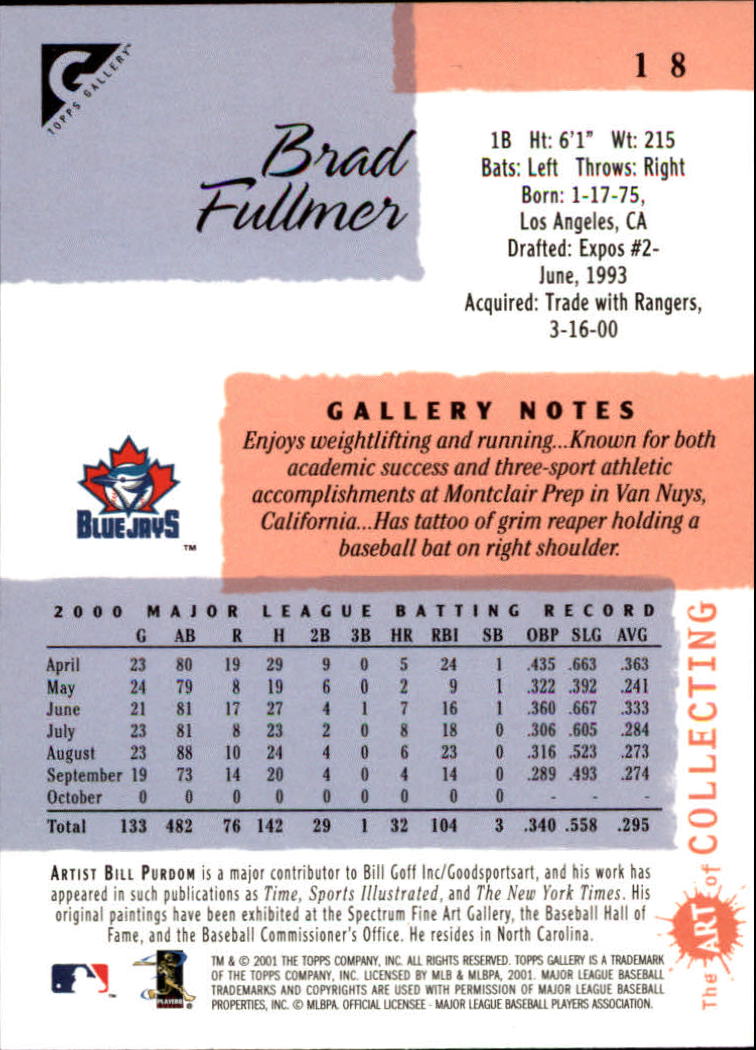 TOPPS GALLERY™
18
Brad
Fullmer
1B Ht: 6'1" Wt: 215
Bats: Left Throws: Right
Born: 1-17-75,
Los Angeles, CA
Drafted: Expos #2-
June, 1993
Acquired: Trade with Rangers,
3-16-00
GALLERY NOTES
Enjoys weightlifting and running...Known for both
academic success and three-sport athletic
accomplishments at Montclair Prep in Van Nuys,
California...Has tattoo of grim reaper holding a
baseball bat on right shoulder.
BLUE JAYS
™
2000 MAJOR LEAGUE BATTING RECORD
G AB R H 2B 3B HR RBI SB OBP SLG AVG
April 23 80 19 29 9 0 5 24 1 .435 .663 .363
May 24 79 8 19 6 0 2 9 1 .322 .392 .241
June 21 81 17 27 4 1 7 16 1 .360 .667 .333
July 23 81 8 23 2 0 8 18 0 .306 .605 .284
August 23 88 10 24 4 0 6 23 0 .316 .523 .273
September 19 73 14 20 4 0 4 14 0 .289 .493 .274
October 0 0 0 0 0 0 0 0 0 - - -
Total 133 482 76 142 29 1 32 104 3 .340 .558 .295
The ART of COLLECTING
ARTIST BILL PURDOM is a major contributor to Bill Goff Inc/Goodsportsart, and his work has
appeared in such publications as Time, Sports Illustrated, and The New York Times. His
original paintings have been exhibited at the Spectrum Fine Art Gallery, the Baseball Hall of
Fame, and the Baseball Commissioner's Office. He resides in North Carolina.
TM & © 2001 THE TOPPS COMPANY, INC. ALL RIGHTS RESERVED. TOPPS GALLERY IS A TRADEMARK
OF THE TOPPS COMPANY, INC. LICENSED BY MLB & MLBPA, 2001. MAJOR LEAGUE BASEBALL
TRADEMARKS AND COPYRIGHTS ARE USED WITH PERMISSION OF MAJOR LEAGUE BASEBALL
PROPERTIES, INC. © MLBPA. OFFICIAL LICENSEE - MAJOR LEAGUE BASEBALL PLAYERS ASSOCIATION.